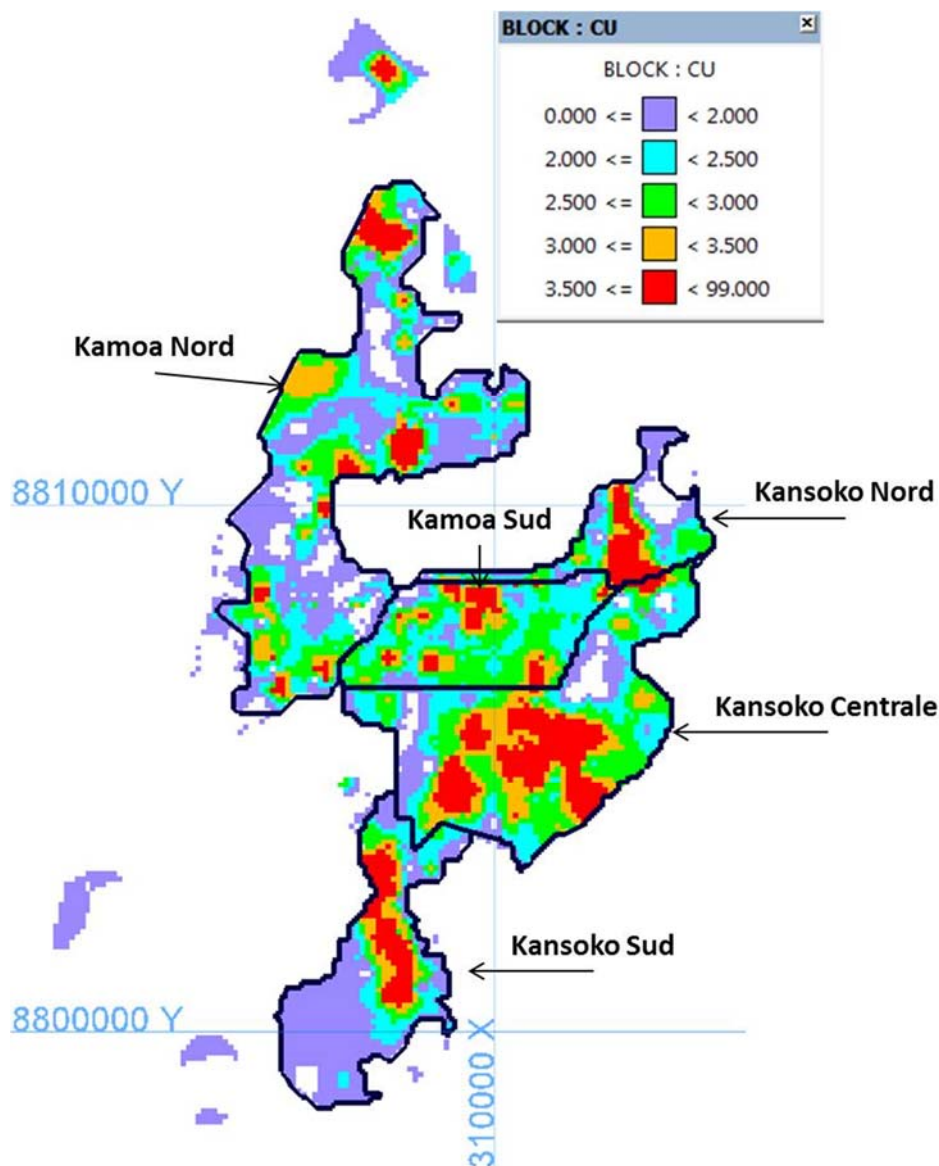 BLOCK : CU
BLOCK : CU
0.000 <= < 2.000
2.000 <= < 2.500
2.500 <= < 3.000
3.000 <= < 3.500
3.500 <= < 99.000
Kamoa Nord
8810000 Y
Kansoko Nord
Kamoa Sud
Kansoko Centrale
Kansoko Sud
8800000 Y
310000 X